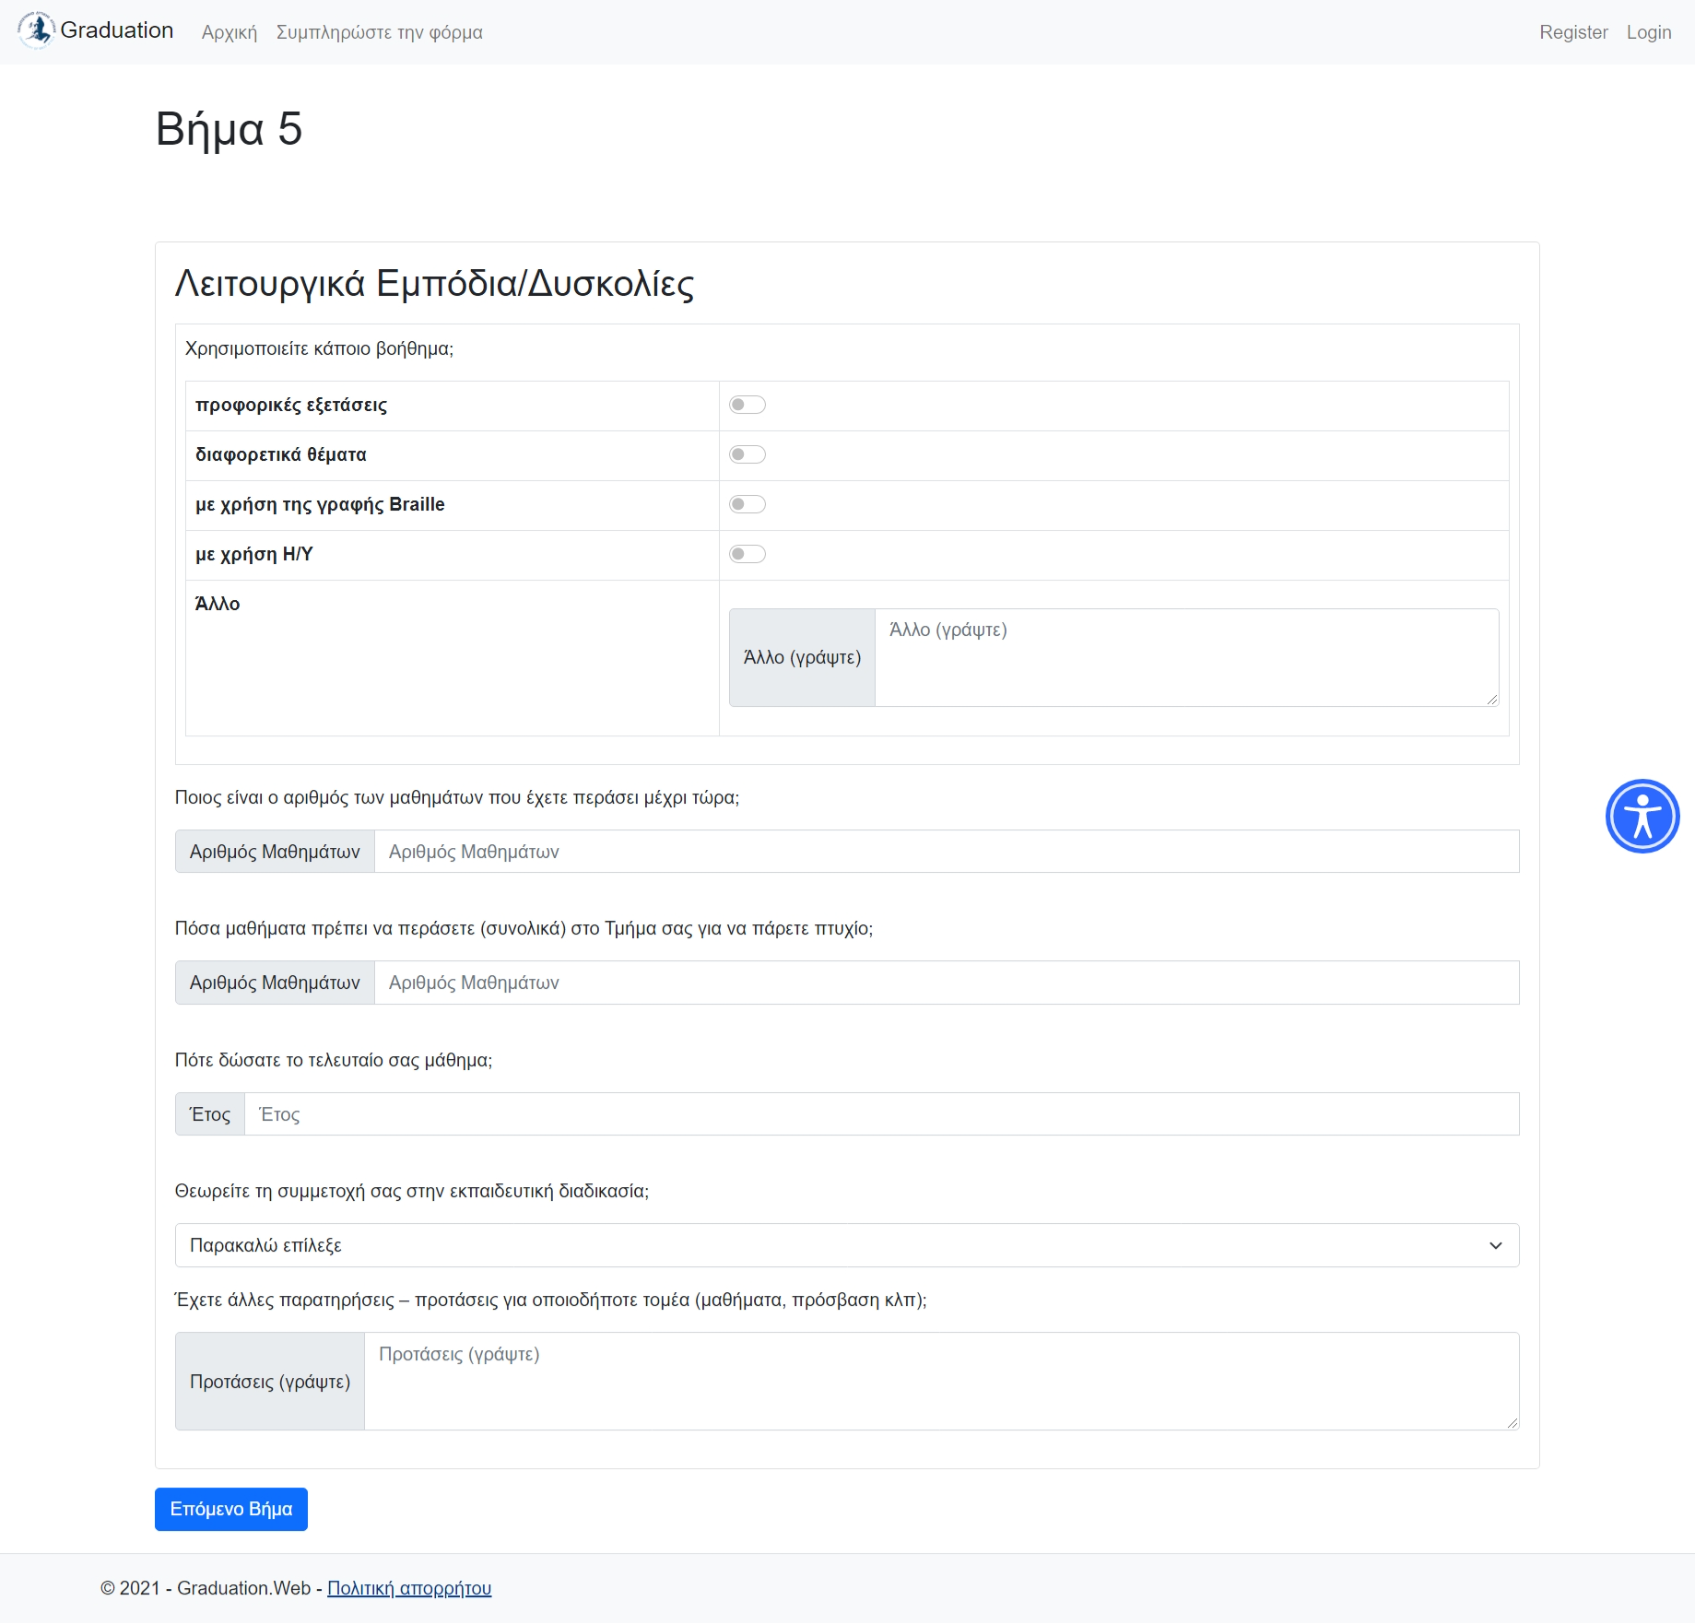 Graduation Αρχική Συμπληρώστε την φόρμα Register Login
Βήμα 5
Λειτουργικά Εμπόδια/Δυσκολίες
Χρησιμοποιείτε κάποιο βοήθημα;
προφορικές εξετάσεις
διαφορετικά θέματα
με χρήση της γραφής Braille
με χρήση Η/Υ
Άλλο
Άλλο (γράψτε) Άλλο (γράψτε)
Ποιος είναι ο αριθμός των μαθημάτων που έχετε περάσει μέχρι τώρα;
Αριθμός Μαθημάτων Αριθμός Μαθημάτων
Πόσα μαθήματα πρέπει να περάσετε (συνολικά) στο Τμήμα σας για να πάρετε πτυχίο;
Αριθμός Μαθημάτων Αριθμός Μαθημάτων
Πότε δώσατε το τελευταίο σας μάθημα;
Έτος Έτος
Θεωρείτε τη συμμετοχή σας στην εκπαιδευτική διαδικασία;
Παρακαλώ επίλεξε
Έχετε άλλες παρατηρήσεις – προτάσεις για οποιοδήποτε τομέα (μαθήματα, πρόσβαση κλπ);
Προτάσεις (γράψτε) Προτάσεις (γράψτε)
Επόμενο Βήμα
© 2021 - Graduation.Web - Πολιτική απορρήτου